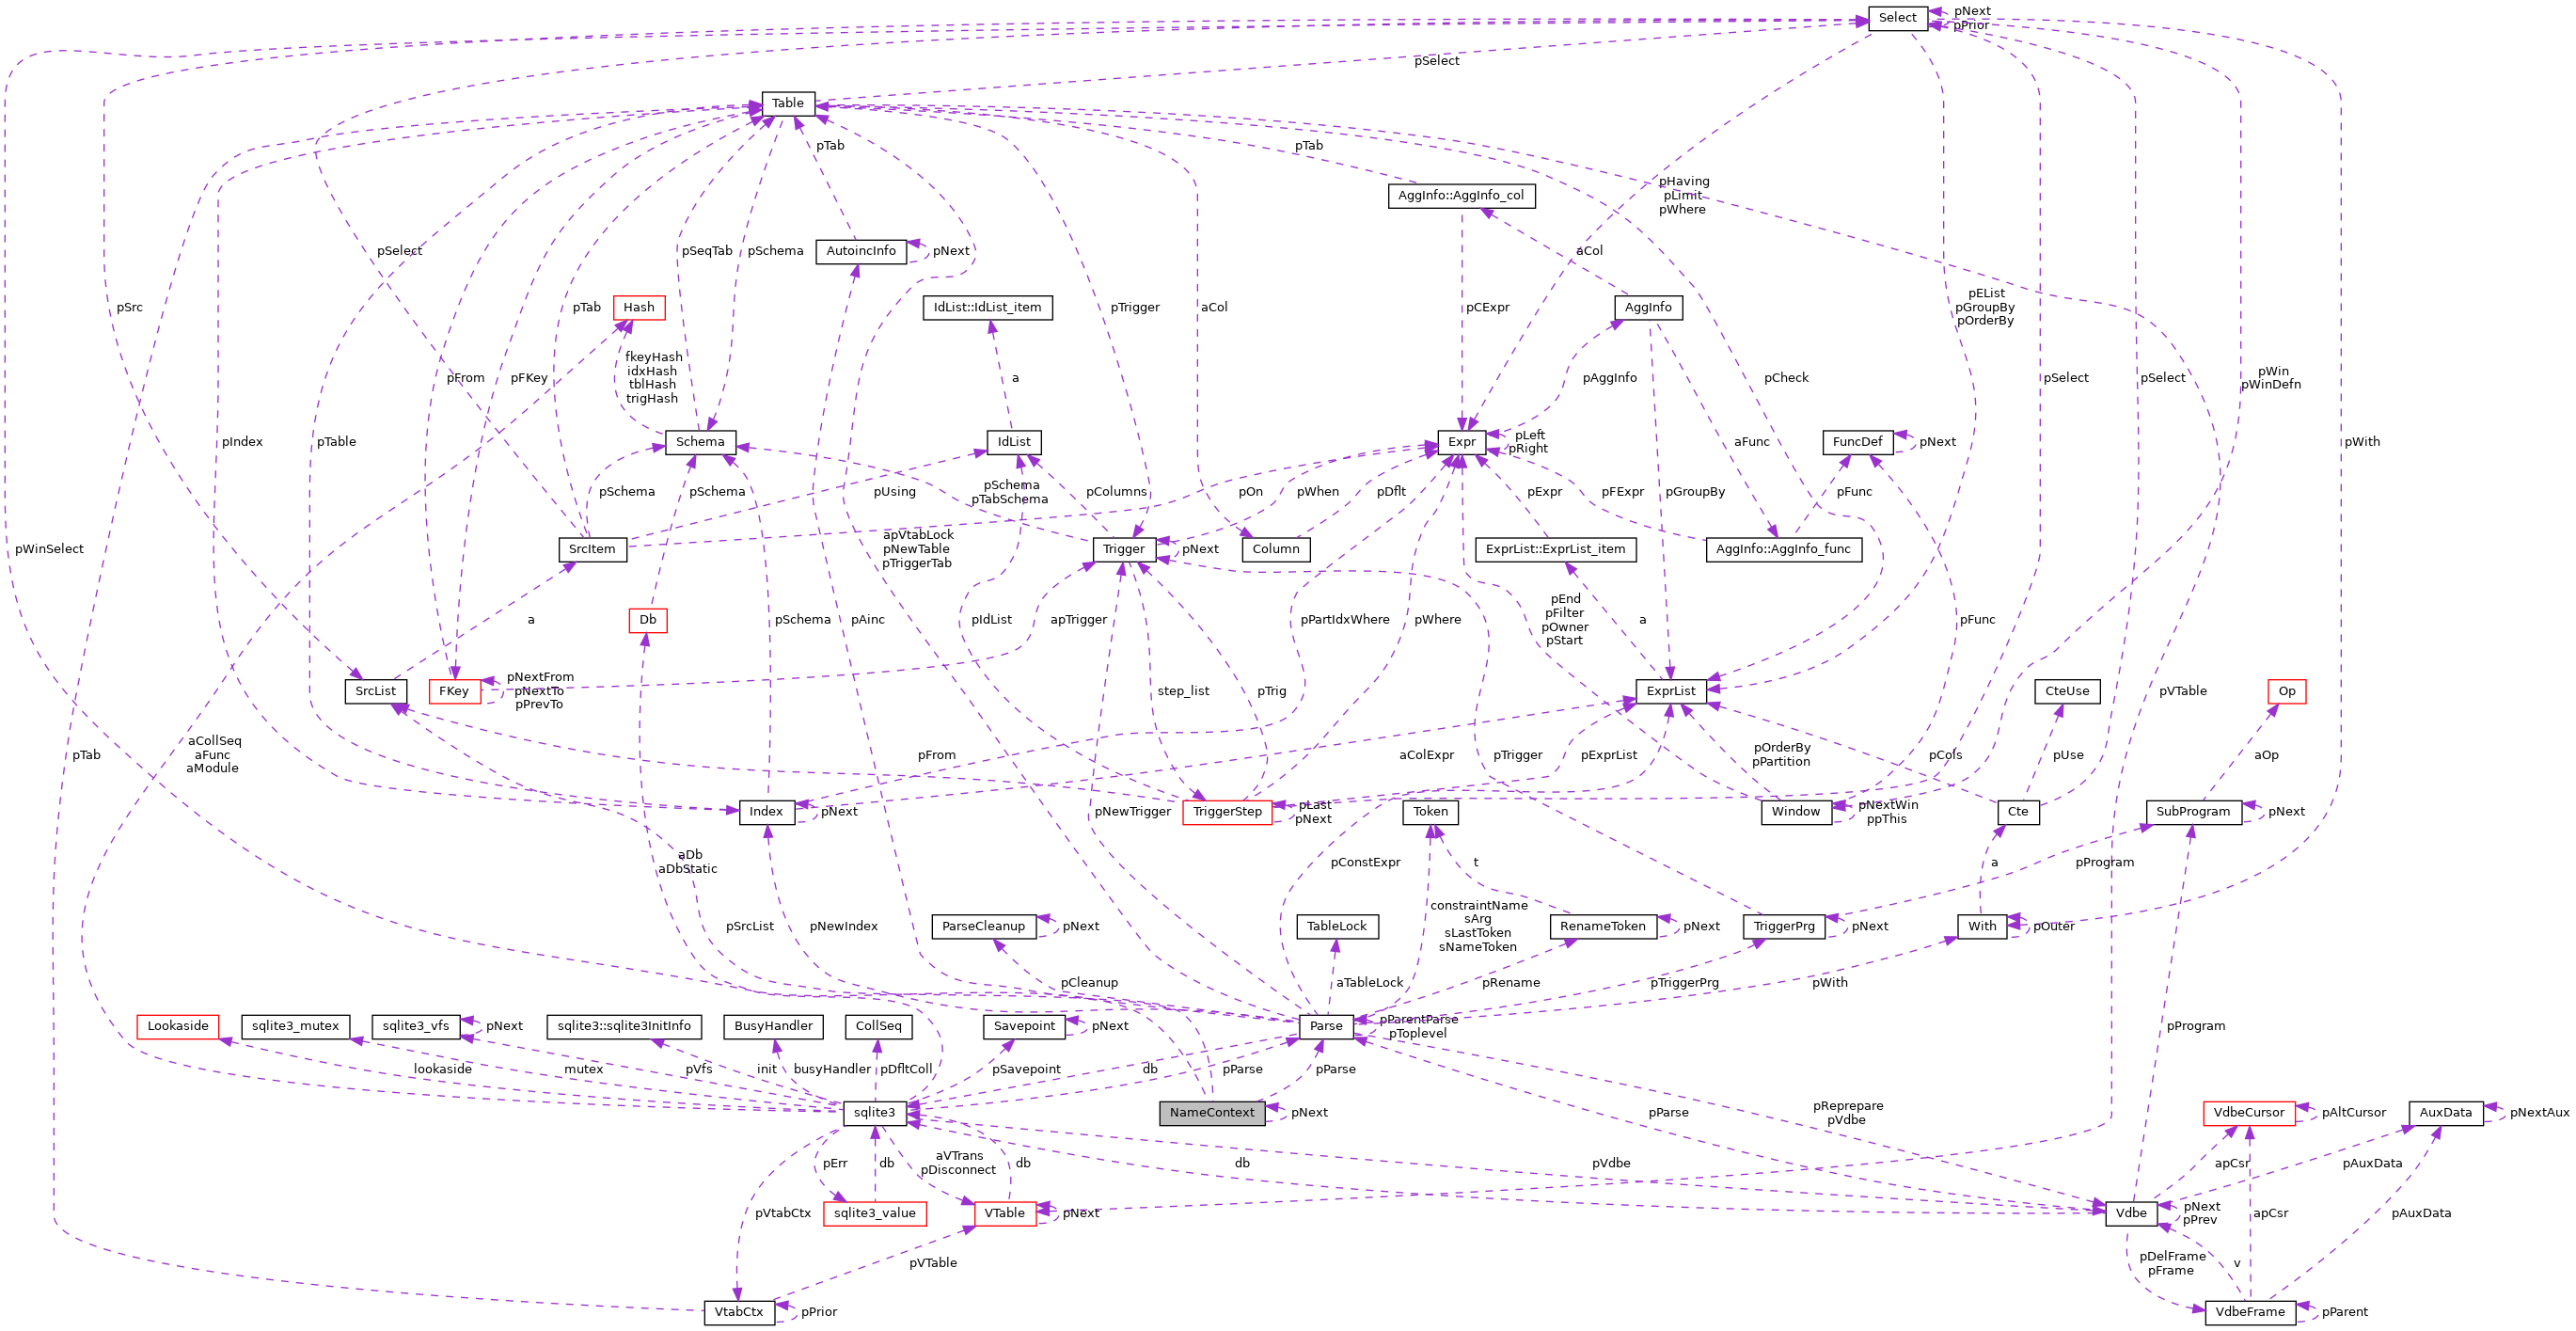 Select
pNext
pPrior
pSelect
Table
pTab
pTab
pHaving
pLimit
pWhere
AggInfo::AggInfo_col
pSelect
AutoincInfo
pNext
pSeqTab
pSchema
aCol
pSrc
pTab
Hash
IdList::IdList_item
pTrigger
aCol
pCExpr
AggInfo
pEList
pGroupBy
pOrderBy
fkeyHash
idxHash
tblHash
trigHash
pFrom
pFKey
a
pAggInfo
pCheck
pSelect
pSelect
pWin
pWinDefn
pIndex
pTable
Schema
IdList
Expr
pLeft
pRight
aFunc
FuncDef
pNext
pWith
pSchema
pSchema
pUsing
pSchema
pTabSchema
pColumns
pOn
pWhen
pDflt
pExpr
pFExpr
pGroupBy
pFunc
pWinSelect
SrcItem
apVtabLock
pNewTable
pTriggerTab
Trigger
pNext
Column
ExprList::ExprList_item
AggInfo::AggInfo_func
a
Db
pSchema
pAinc
pIdList
apTrigger
pPartIdxWhere
pWhere
pEnd
pFilter
pOwner
pStart
a
pFunc
SrcList
FKey
pNextFrom
pNextTo
pPrevTo
step_list
pTrig
ExprList
CteUse
pVTable
Op
pTab
aCollSeq
aFunc
aModule
pFrom
aColExpr
pTrigger
pExprList
pOrderBy
pPartition
pCols
pUse
aOp
Index
pNext
pNewTrigger
TriggerStep
pLast
pNext
Token
Window
pNextWin
ppThis
Cte
SubProgram
pNext
aDb
aDbStatic
pConstExpr
t
a
pProgram
pSrcList
pNewIndex
ParseCleanup
pNext
TableLock
constraintName
sArg
sLastToken
sNameToken
RenameToken
pNext
TriggerPrg
pNext
With
pOuter
pCleanup
aTableLock
pRename
pTriggerPrg
pWith
Lookaside
sqlite3_mutex
sqlite3_vfs
pNext
sqlite3::sqlite3InitInfo
BusyHandler
CollSeq
Savepoint
pNext
Parse
pParentParse
pToplevel
pProgram
lookaside
mutex
pVfs
init
busyHandler
pDfltColl
pSavepoint
db
pParse
pParse
sqlite3
NameContext
pNext
pParse
pReprepare
pVdbe
VdbeCursor
pAltCursor
AuxData
pNextAux
pErr
db
aVTrans
pDisconnect
db
db
pVdbe
apCsr
pAuxData
pVtabCtx
sqlite3_value
VTable
pNext
Vdbe
pNext
pPrev
apCsr
pAuxData
pVTable
pDelFrame
pFrame
v
VtabCtx
pPrior
VdbeFrame
pParent